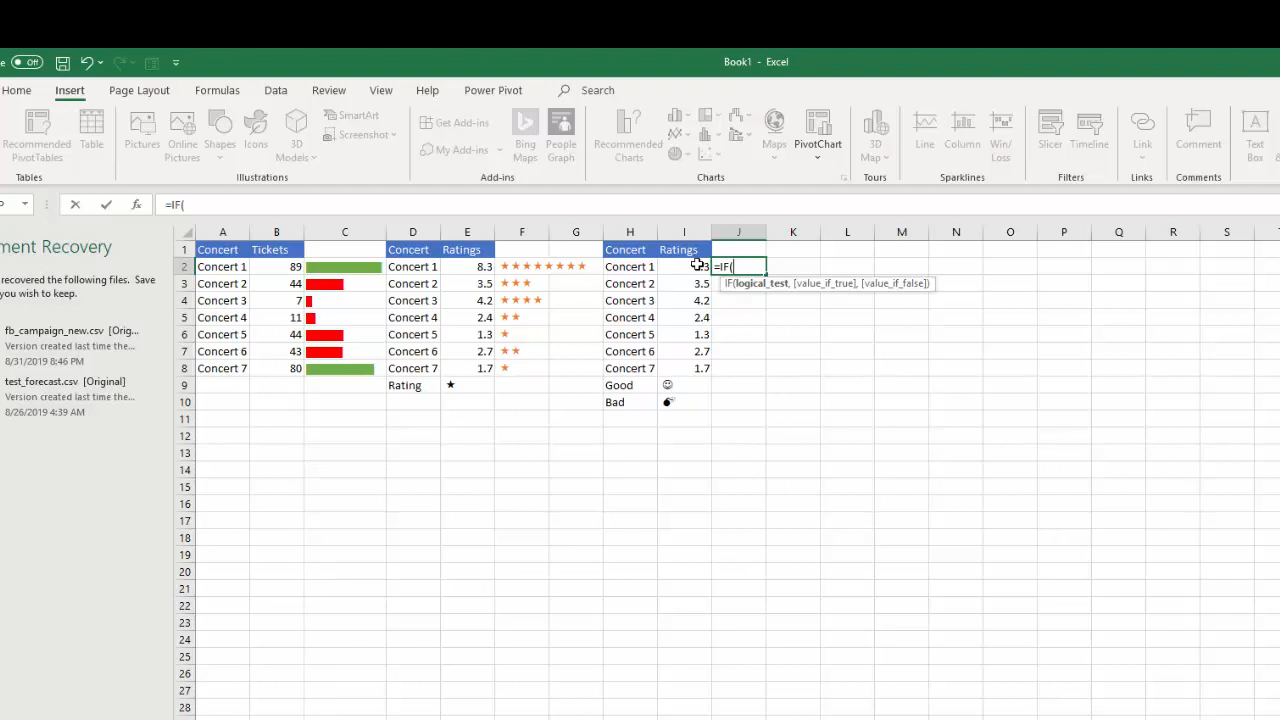 e Off Book1 - Excel
Home Insert Page Layout Formulas Data Review View Help Power Pivot Search
Recommended PivotTables
Table
Tables
Pictures
Online Pictures
Shapes
Icons
3D Models
SmartArt
Screenshot
Illustrations
Get Add-ins
My Add-ins
Bing Maps
People Graph
Add-ins
Recommended Charts
Maps
PivotChart
Charts
3D Map
Tours
Line
Column
Win/ Loss
Sparklines
Slicer
Timeline
Filters
Link
Links
Comment
Comments
Text Box
fx =IF(
ment Recovery
recovered the following files. Save
you wish to keep.
fb_campaign_new.csv [Orig...
Version created last time the...
8/31/2019 8:46 PM
test_forecast.csv [Original]
Version created last time the...
8/26/2019 4:39 AM
A B C D E F G H I J K L M N O P Q R S
1 Concert Tickets Concert Ratings Concert Ratings
2 Concert 1 89 Concert 1 8.3 ★★★★★★★★ Concert 1 3 =IF(
IF(logical_test, [value_if_true], [value_if_false])
3 Concert 2 44 Concert 2 3.5 ★★★ Concert 2 3.5
4 Concert 3 7 Concert 3 4.2 ★★★★ Concert 3 4.2
5 Concert 4 11 Concert 4 2.4 ★★ Concert 4 2.4
6 Concert 5 44 Concert 5 1.3 ★ Concert 5 1.3
7 Concert 6 43 Concert 6 2.7 ★★ Concert 6 2.7
8 Concert 7 80 Concert 7 1.7 ★ Concert 7 1.7
9 Rating ★ Good ☺
10 Bad 💣
11
12
13
14
15
16
17
18
19
20
21
22
23
24
25
26
27
28